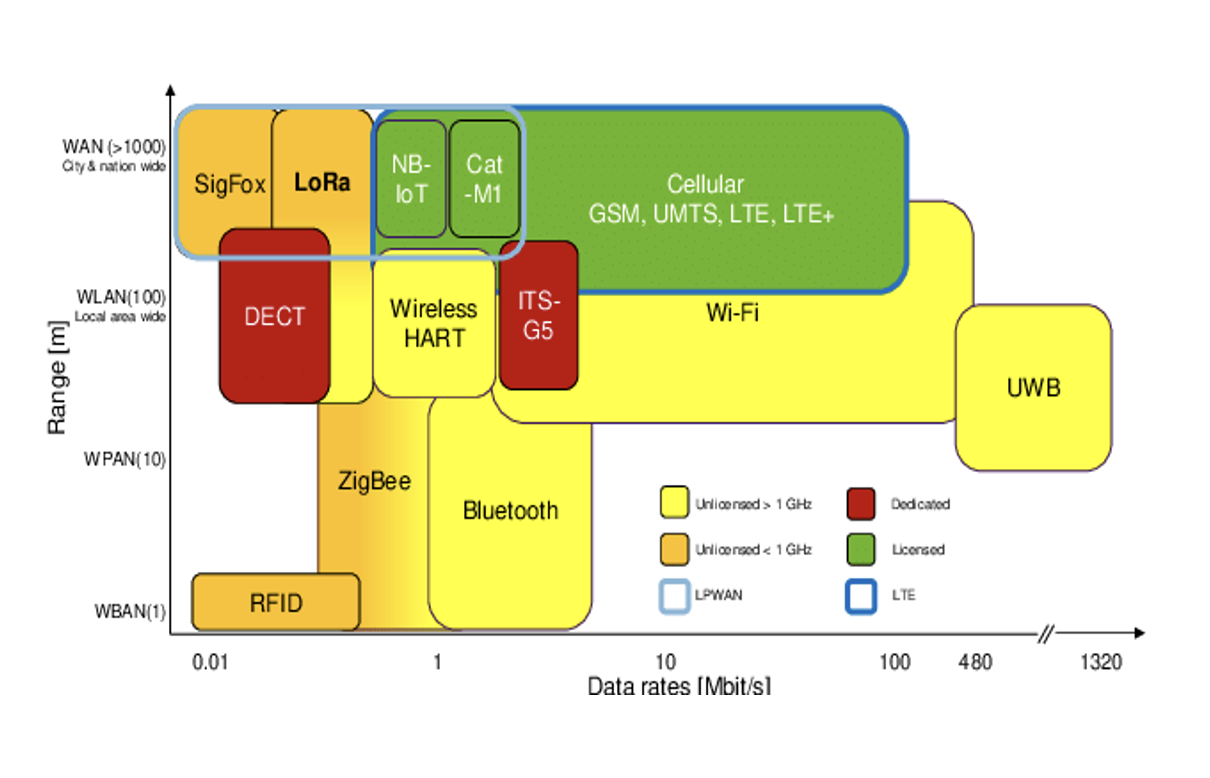 WAN (>1000)
City & nation wide
WLAN(100)
Local area wide
Range [m]
WPAN(10)
WBAN(1)
SigFox
LoRa
NB-
IoT
Cat
-M1
Cellular
GSM, UMTS, LTE, LTE+
DECT
Wireless
HART
ITS-
G5
Wi-Fi
UWB
ZigBee
Bluetooth
RFID
Unlicensed > 1 GHz
Dedicated
Unlicensed < 1 GHz
Licensed
LPWAN
LTE
0.01
1
10
100
480
1320
Data rates [Mbit/s]